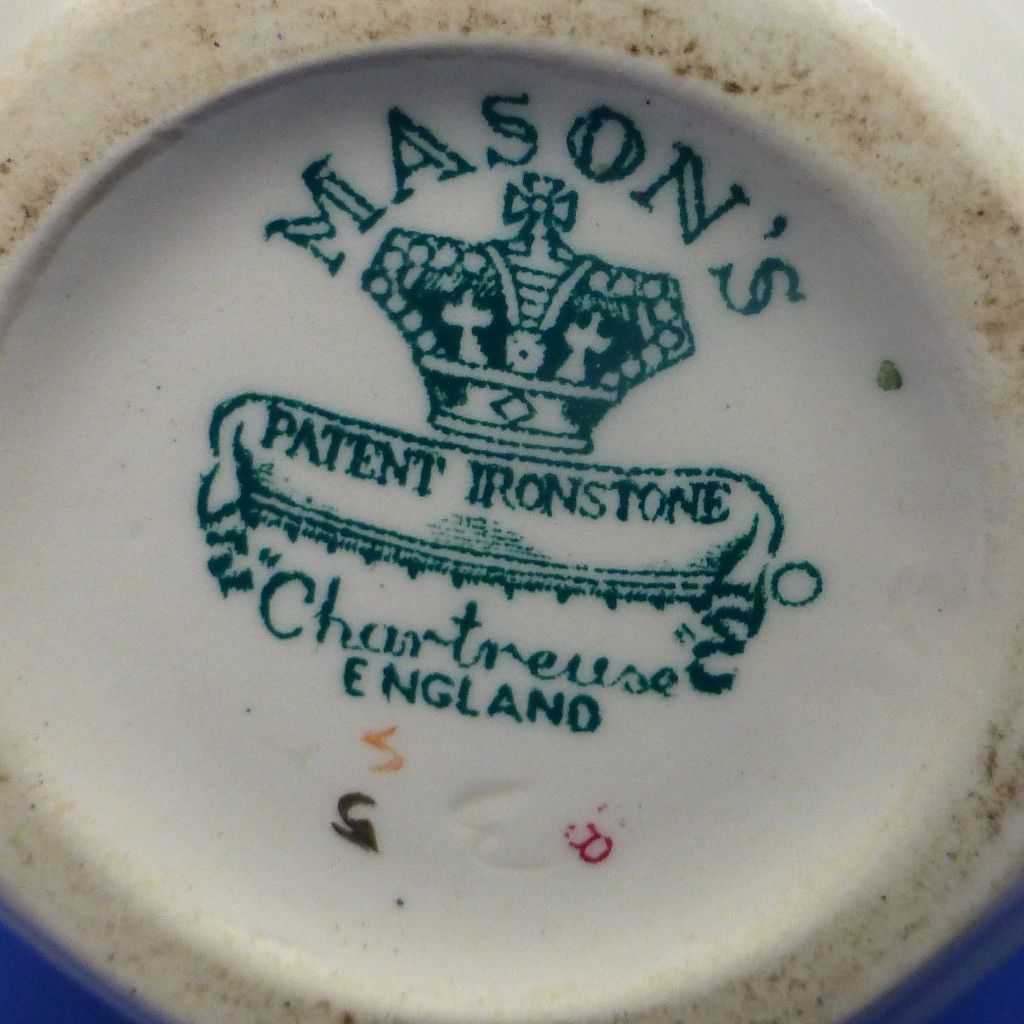 MASON'S
PATENT IRONSTONE
"Chartreuse"
ENGLAND